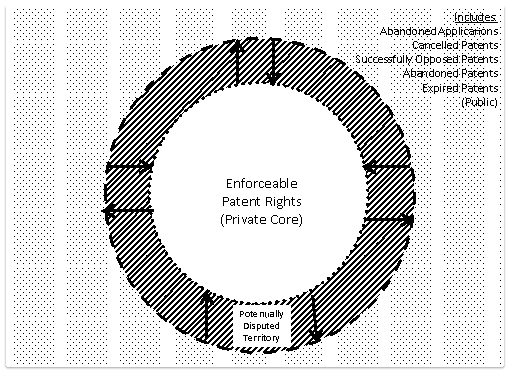 Includes
Abandoned Applications
Cancelled Patents
Successfully Opposed Patents
Abandoned Patents
Expired Patents
(Public)
Enforceable
Patent Rights
(Private Core)
Potentially
Disputed
Territory